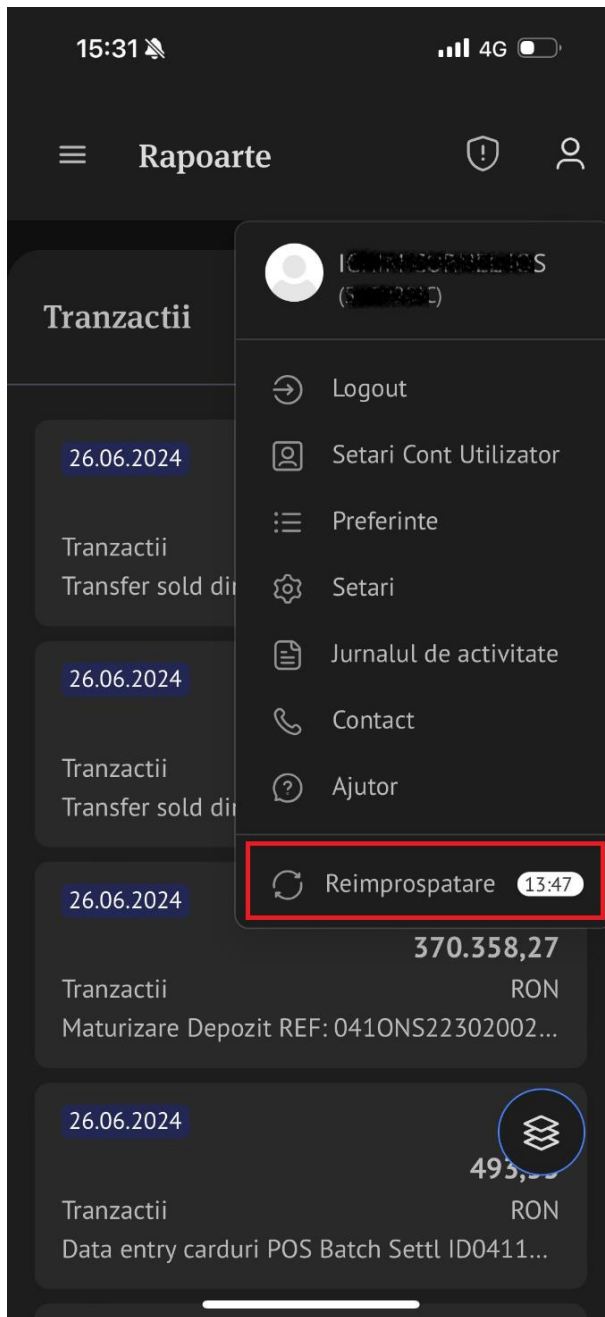 15:31
4G
Rapoarte
Tranzactii
Logout
Setari Cont Utilizator
Preferinte
Setari
Jurnalul de activitate
Contact
Ajutor
Reimprospatare 13:47
26.06.2024
Tranzactii
Transfer sold
26.06.2024
Tranzactii
Transfer sold
26.06.2024
370.358,27
Tranzactii RON
Maturizare Depozit REF: 041ONS22302002...
26.06.2024
Tranzactii RON
Data entry carduri POS Batch Settl ID0411...